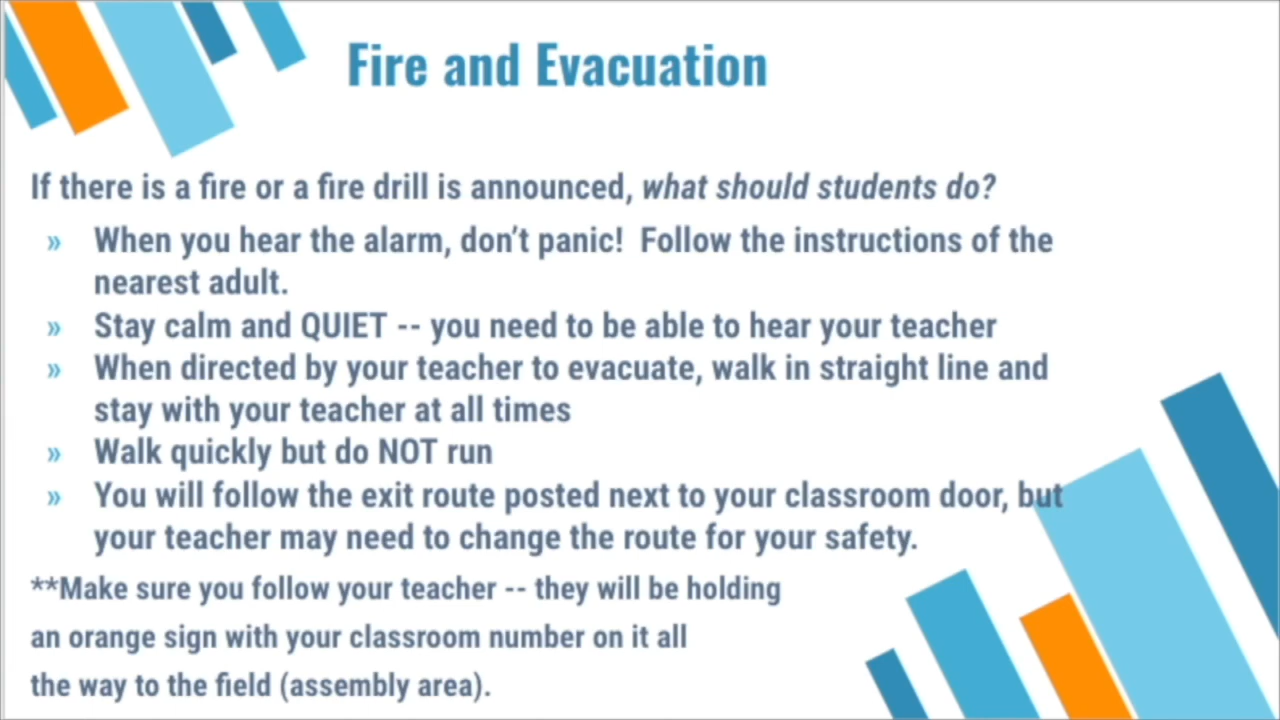 Fire and Evacuation
If there is a fire or a fire drill is announced, what should students do?
» When you hear the alarm, don’t panic!  Follow the instructions of the
nearest adult.
» Stay calm and QUIET -- you need to be able to hear your teacher
» When directed by your teacher to evacuate, walk in straight line and
stay with your teacher at all times
» Walk quickly but do NOT run
» You will follow the exit route posted next to your classroom door, but
your teacher may need to change the route for your safety.
**Make sure you follow your teacher -- they will be holding
an orange sign with your classroom number on it all
the way to the field (assembly area).